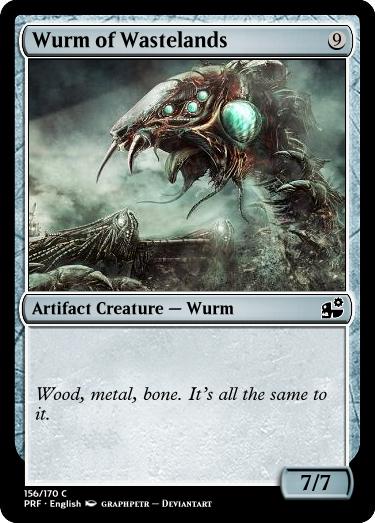 Wurm of Wastelands 9
Artifact Creature — Wurm
Wood, metal, bone. It's all the same to
it.
7/7
156/170 C
PRF · English GRAPHPETR — DEVIANTART